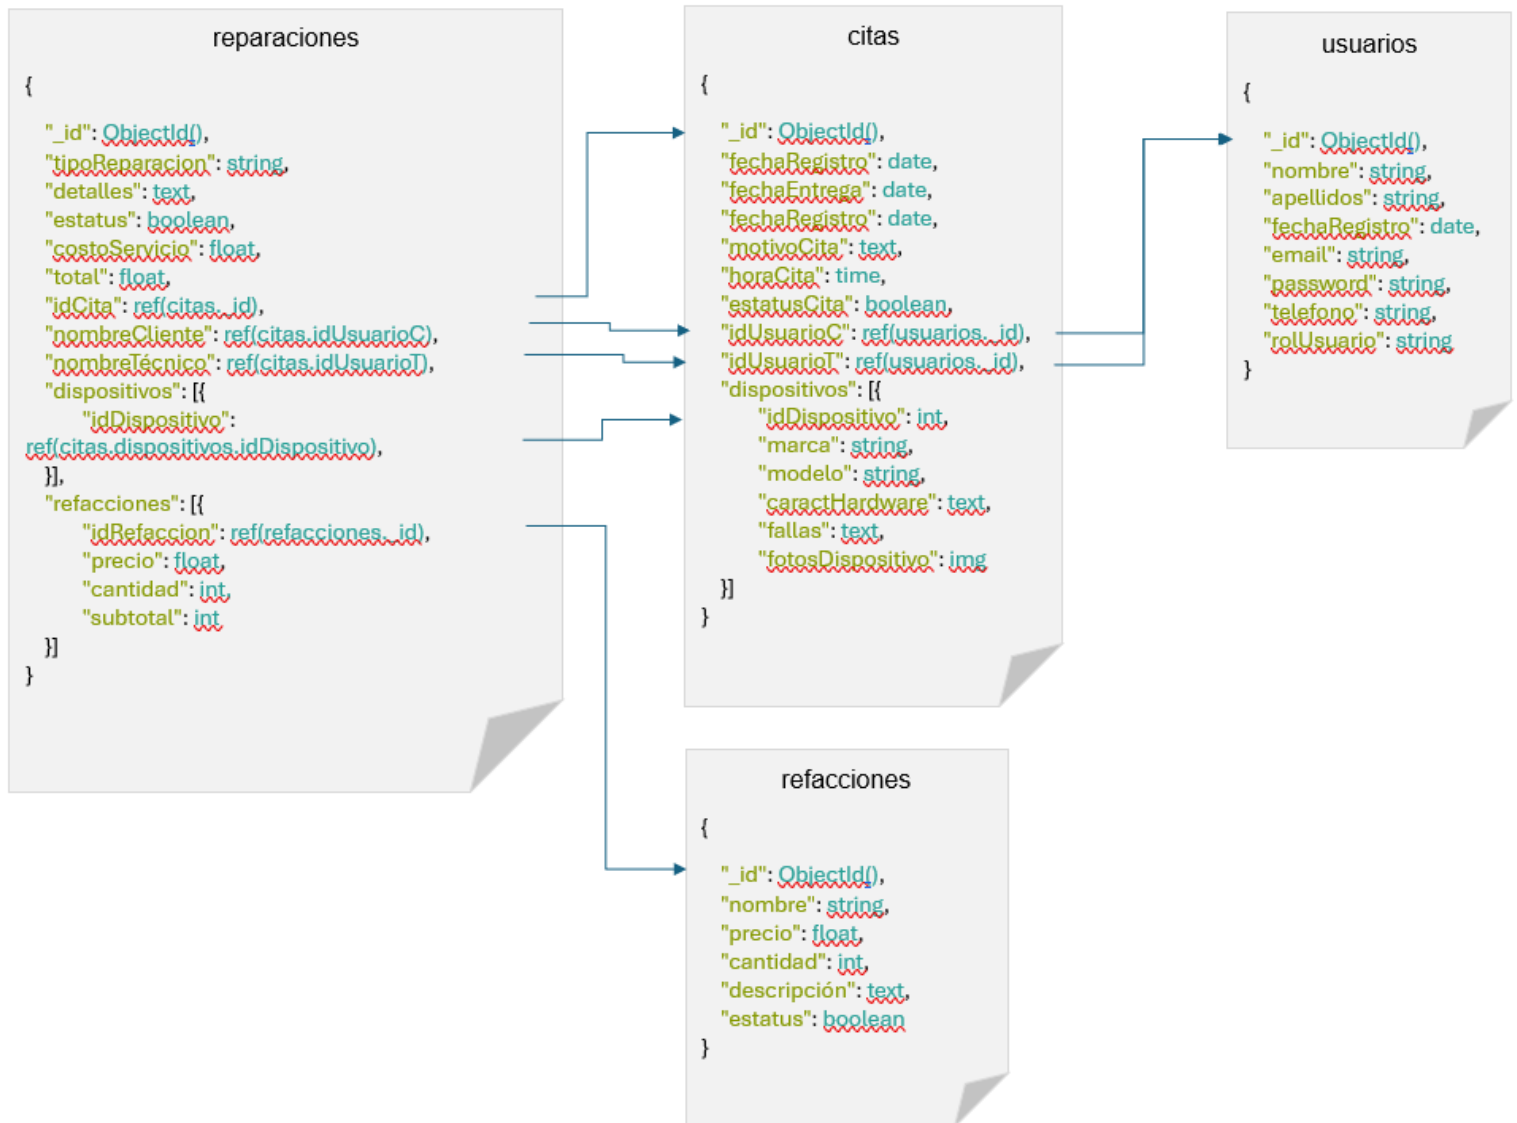 reparaciones
{
"_id": ObjectId(),
"tipoReparacion": string,
"detalles": text,
"estatus": boolean,
"costoServicio": float,
"total": float,
"idCita": ref(citas._id),
"nombreCliente": ref(citas.idUsuarioC),
"nombreTécnico": ref(citas.idUsuarioT),
"dispositivos": [{
"idDispositivo":
ref(citas.dispositivos.idDispositivo),
}],
"refacciones": [{
"idRefaccion": ref(refacciones._id),
"precio": float,
"cantidad": int,
"subtotal": int
}]
}
citas
{
"_id": ObjectId(),
"fechaRegistro": date,
"fechaEntrega": date,
"fechaRegistro": date,
"motivoCita": text,
"horaCita": time,
"estatusCita": boolean,
"idUsuarioC": ref(usuarios._id),
"idUsuarioT": ref(usuarios._id),
"dispositivos": [{
"idDispositivo": int,
"marca": string,
"modelo": string,
"caractHardware": text,
"fallas": text,
"fotosDispositivo": img
}]
}
usuarios
{
"_id": ObjectId(),
"nombre": string,
"apellidos": string,
"fechaRegistro": date,
"email": string,
"password": string,
"telefono": string,
"rolUsuario": string
}
refacciones
{
"_id": ObjectId(),
"nombre": string,
"precio": float,
"cantidad": int,
"descripción": text,
"estatus": boolean
}